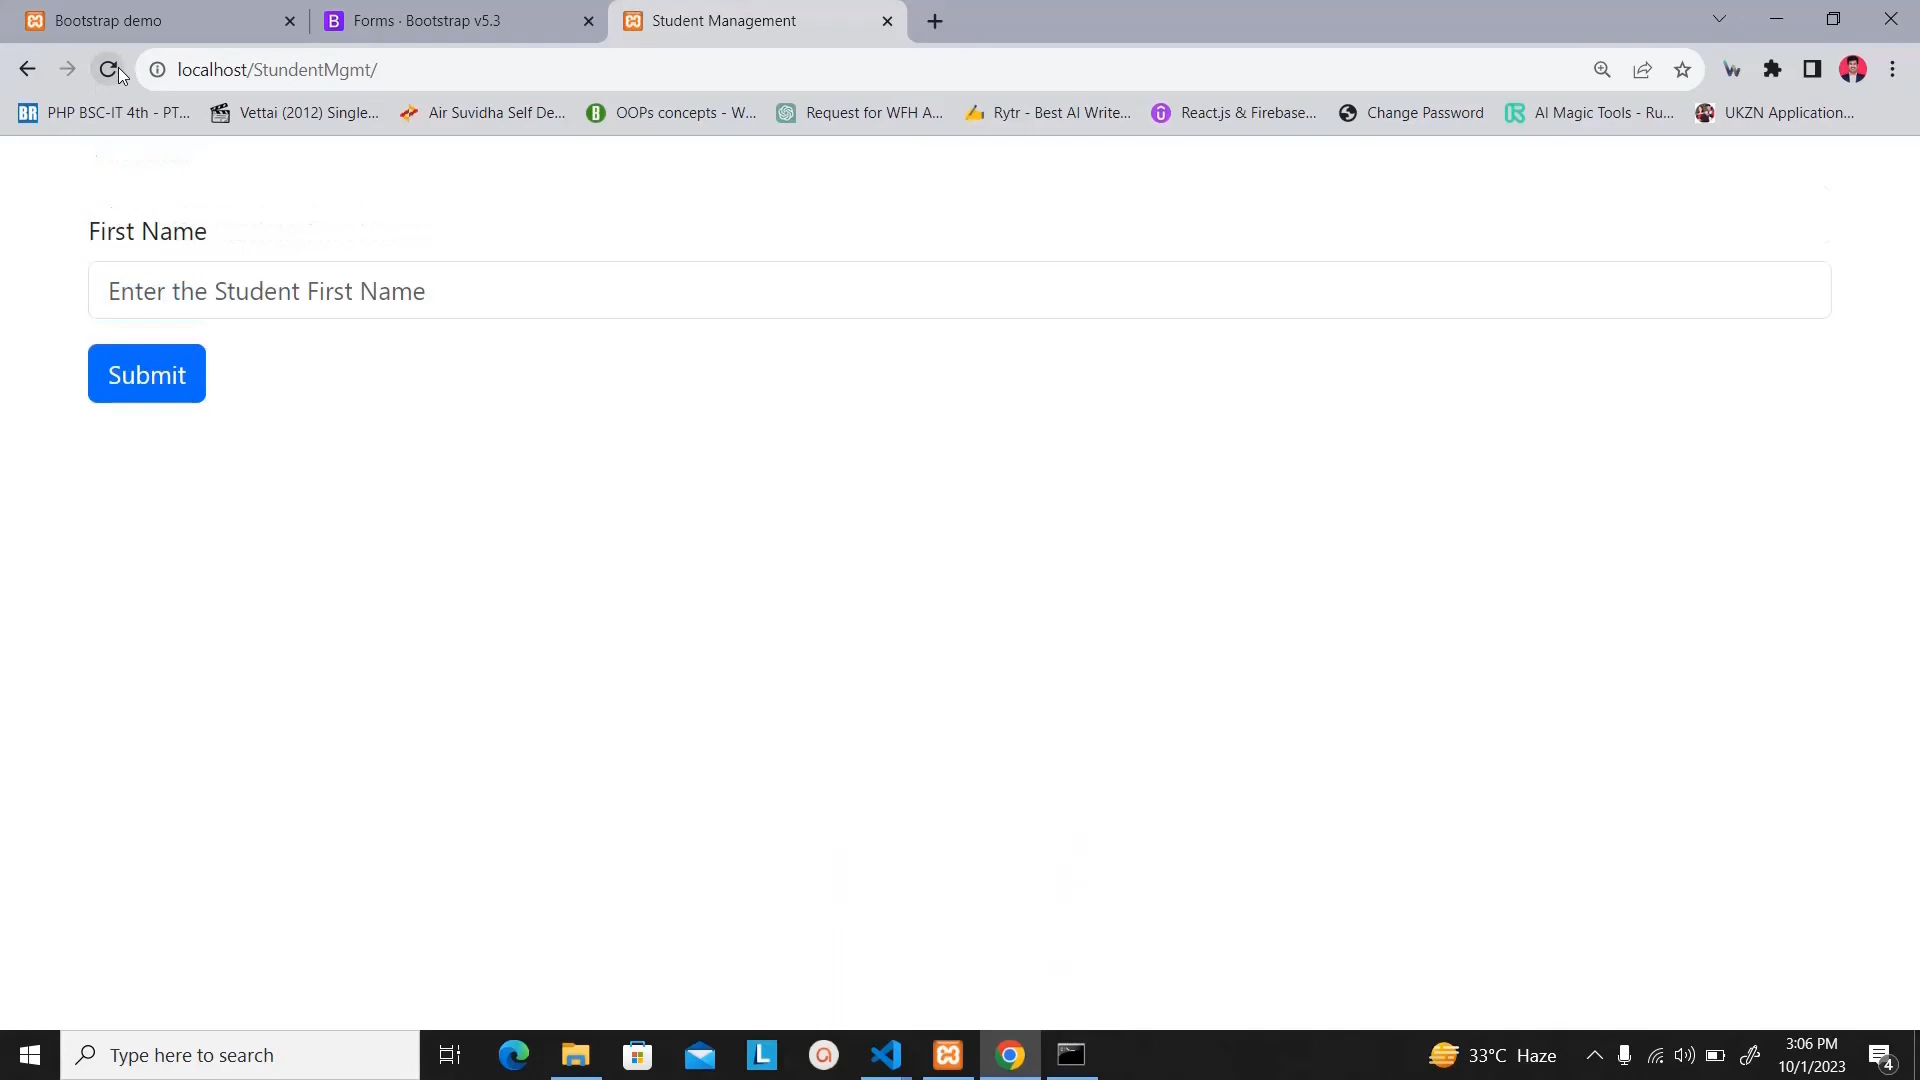 Bootstrap demo
Forms · Bootstrap v5.3
Student Management
localhost/StundentMgmt/
PHP BSC-IT 4th - PT...
Vettai (2012) Single...
Air Suvidha Self De...
OOPs concepts - W...
Request for WFH A...
Rytr - Best AI Write...
React.js & Firebase...
Change Password
AI Magic Tools - Ru...
UKZN Application...
First Name
Enter the Student First Name
Submit
Type here to search
33°C Haze
3:06 PM
10/1/2023
4